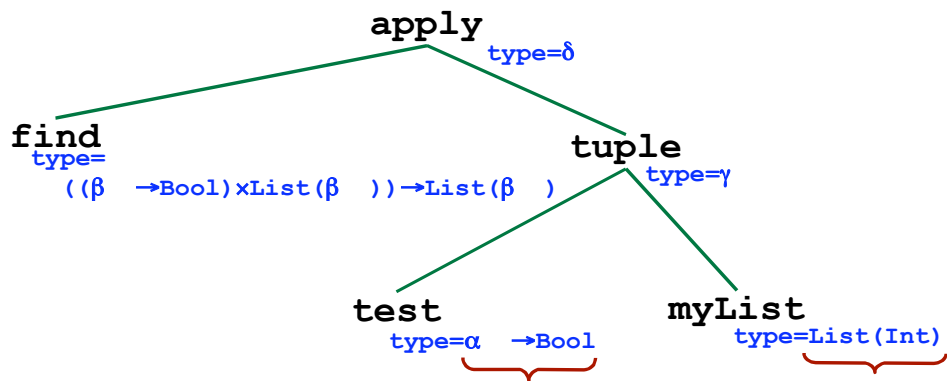 apply
type=δ
find
type=
((β →Bool)×List(β ))→List(β )
tuple
type=γ
test
type=α →Bool
myList
type=List(Int)